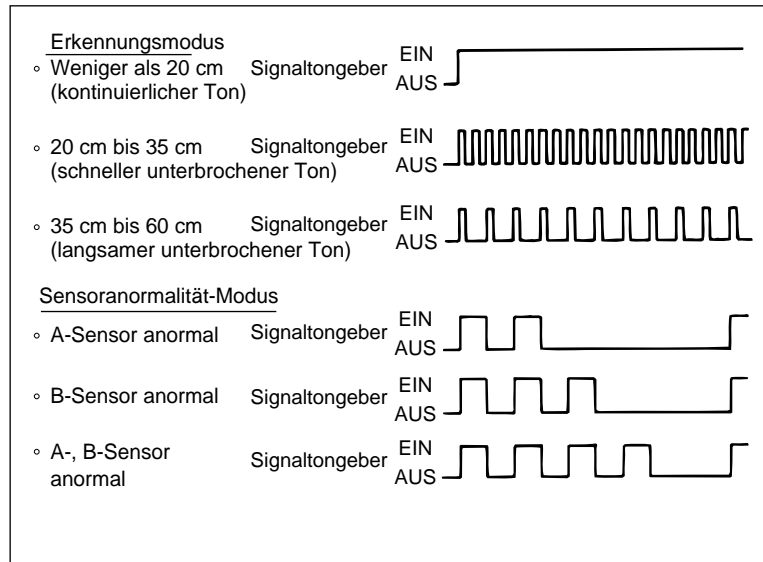 Erkennungsmodus
◦ Weniger als 20 cm Signaltongeber EIN
(kontinuierlicher Ton) AUS
◦ 20 cm bis 35 cm Signaltongeber EIN
(schneller unterbrochener Ton) AUS
◦ 35 cm bis 60 cm Signaltongeber EIN
(langsamer unterbrochener Ton) AUS
Sensoranormalität-Modus
◦ A-Sensor anormal Signaltongeber EIN
AUS
◦ B-Sensor anormal Signaltongeber EIN
AUS
◦ A-, B-Sensor Signaltongeber EIN
anormal AUS